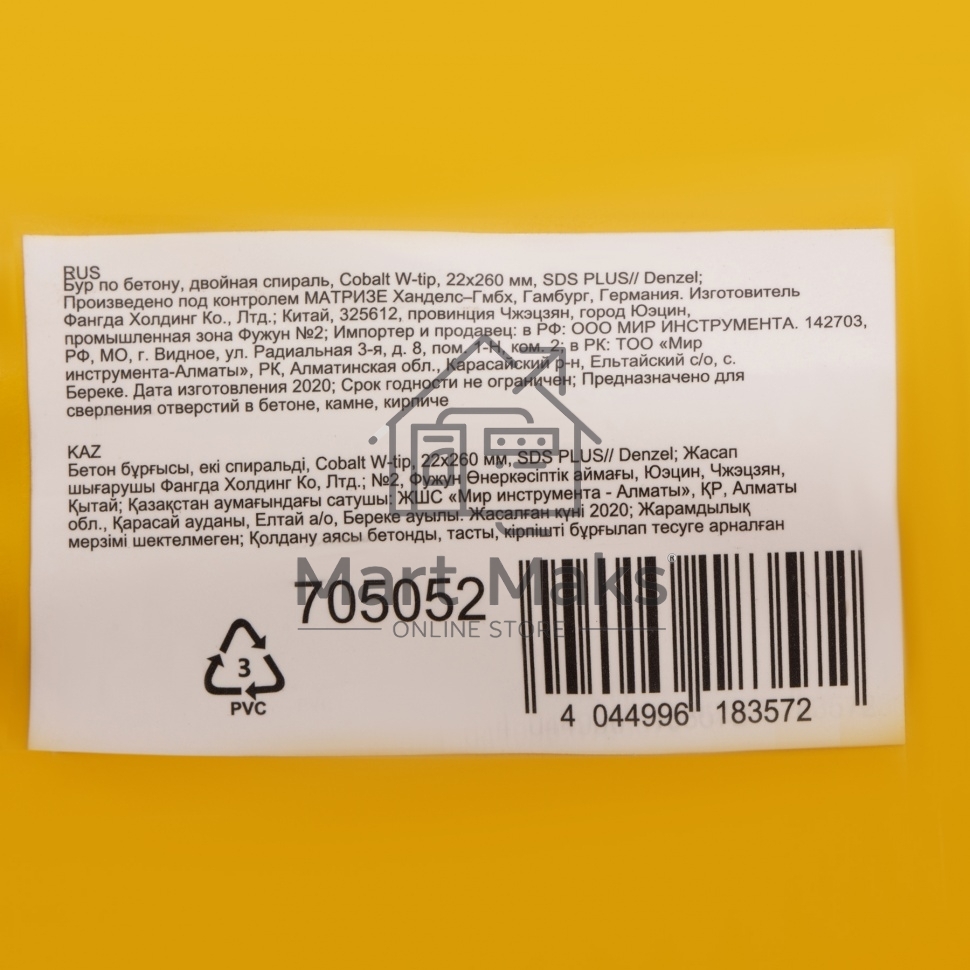 RUS
Бур по бетону, двойная спираль, Cobalt W-tip, 22x260 мм, SDS PLUS// Denzel;
Произведено под контролем МАТРИЗЕ Ханделс–Гмбх, Гамбург, Германия. Изготовитель
Фангда Холдинг Ко., Лтд.; Китай, 325612, провинция Чжэцзян, город Юэцин,
промышленная зона Фужун №2; Импортер и продавец: в РФ: ООО МИР ИНСТРУМЕНТА. 142703,
РФ, МО, г. Видное, ул. Радиальная 3-я, д. 8, пом. 1-Н, ком. 2; в РК: ТОО «Мир
инструмента-Алматы», РК, Алматинская обл., Карасайский р-н, Ельтайский с/о, с.
Береке. Дата изготовления 2020; Срок годности не ограничен; Предназначено для
сверления отверстий в бетоне, камне, кирпиче
KAZ
Бетон бұрғысы, екі спиральді, Cobalt W-tip, 22x260 мм, SDS PLUS// Denzel; Жасап
шығарушы Фангда Холдинг Ко, Лтд.; №2, Фужун Өнеркәсіптік аймағы, Юэцин, Чжэцзян,
Қытай; Қазақстан аумағындағы сатушы: ЖШС «Мир инструмента - Алматы», ҚР, Алматы
обл., Қарасай ауданы, Елтай а/о, Береке ауылы. Жасалған күні 2020; Жарамдылық
мерзімі шектелмеген; Қолдану аясы бетонды, тасты, кірпішті бұрғылап тесуге арналған
Mart Maks®
705052
ONLINE STORE
3
PVC
4 044996 183572